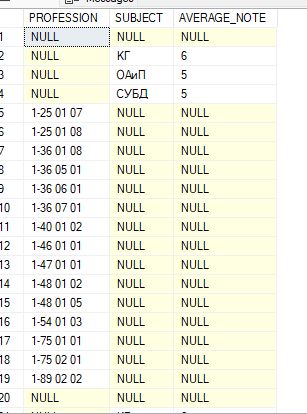 Messages
PROFESSION SUBJECT AVERAGE_NOTE
1 NULL NULL NULL
2 NULL КГ 6
3 NULL ОАиП 5
4 NULL СУБД 5
5 1-25 01 07 NULL NULL
6 1-25 01 08 NULL NULL
7 1-36 01 08 NULL NULL
8 1-36 05 01 NULL NULL
9 1-36 06 01 NULL NULL
10 1-36 07 01 NULL NULL
11 1-40 01 02 NULL NULL
12 1-46 01 01 NULL NULL
13 1-47 01 01 NULL NULL
14 1-48 01 02 NULL NULL
15 1-48 01 05 NULL NULL
16 1-54 01 03 NULL NULL
17 1-75 01 01 NULL NULL
18 1-75 02 01 NULL NULL
19 1-89 02 02 NULL NULL
20 NULL NULL NULL